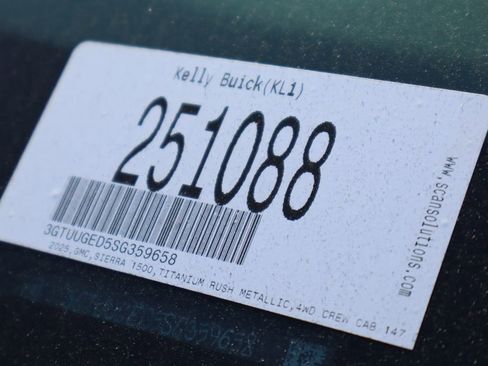 Kelly Buick(KL1)
251088
3GTUUGED5SG359658
2025,GMC,SIERRA 1500,TITANIUM RUSH METALLIC,4WD CREW CAB 147
www.scansolutions.com